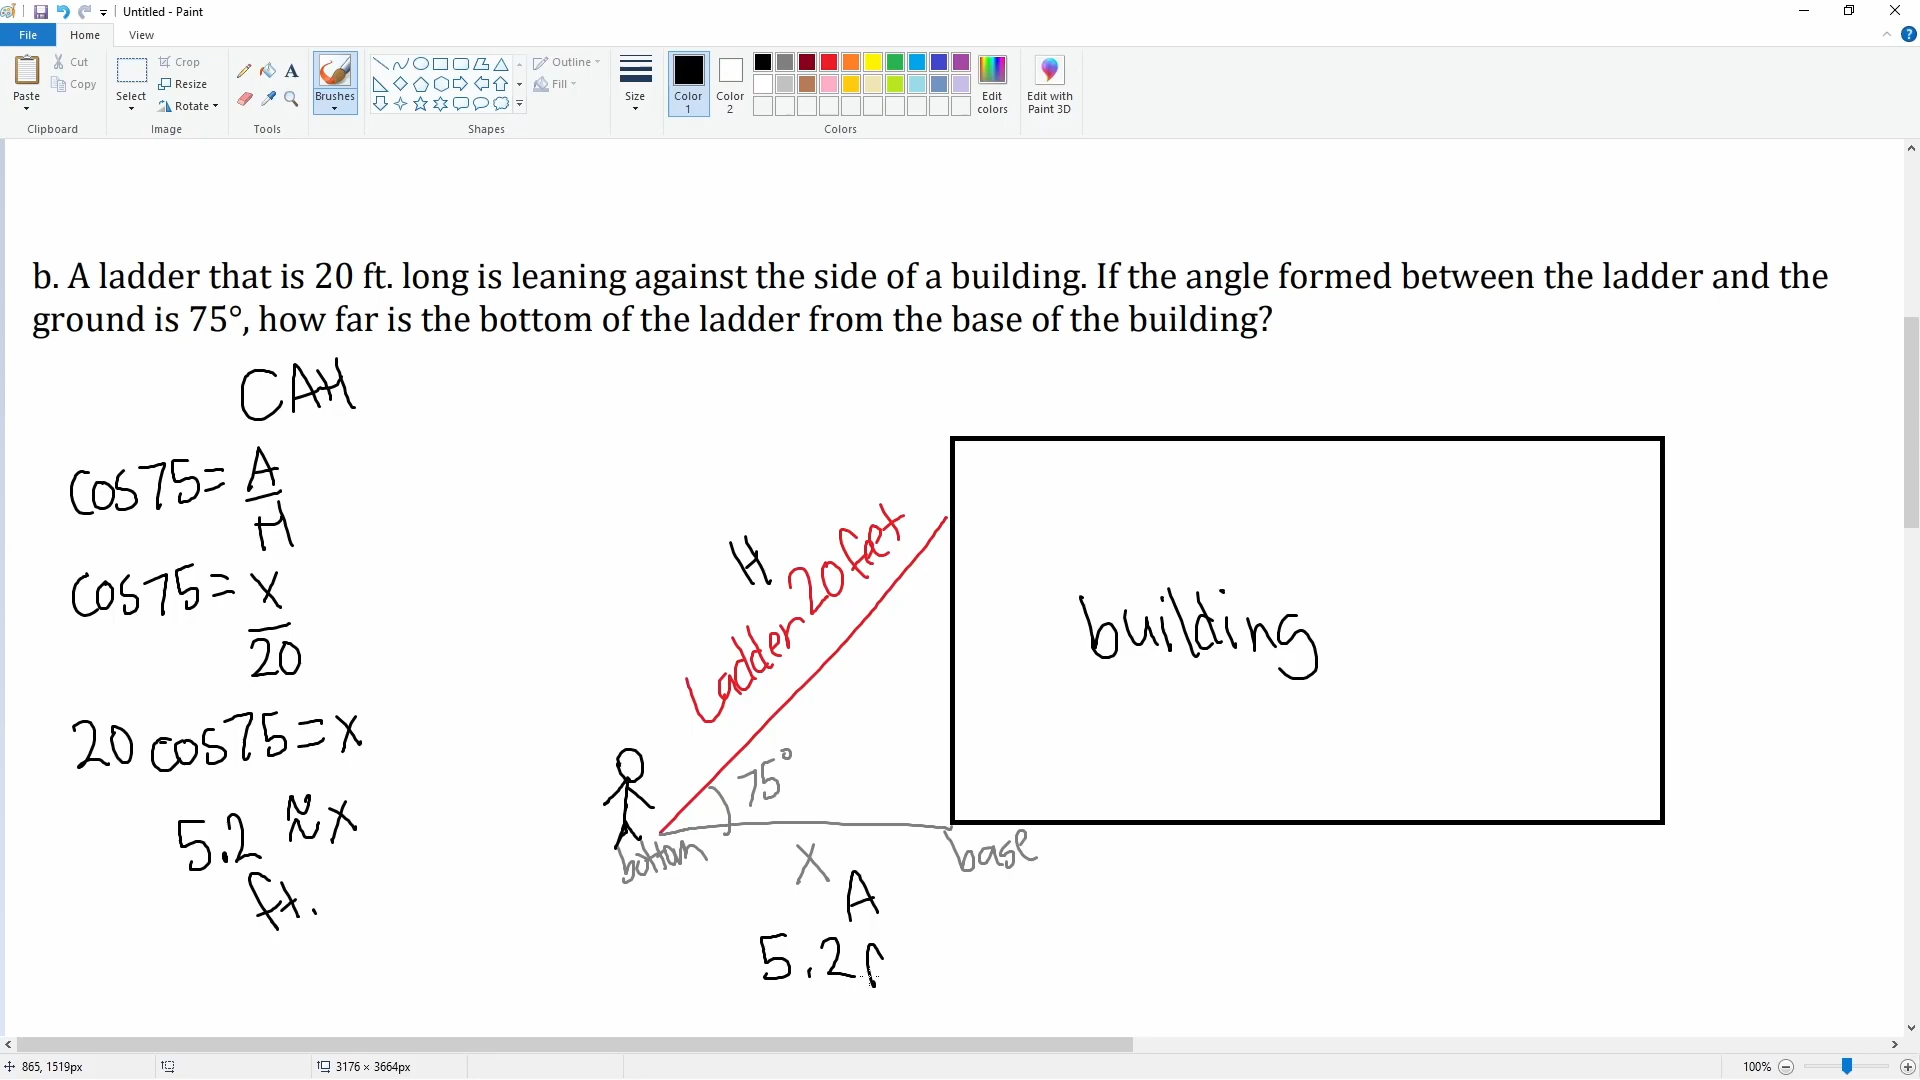 Untitled - Paint
File Home View
Paste
Cut
Copy
Clipboard
Select
Crop
Resize
Rotate
Image
Tools
Brushes
Shapes
Outline
Fill
Size
Color 1
Color 2
Colors
Edit colors
Edit with Paint 3D
b. A ladder that is 20 ft. long is leaning against the side of a building. If the angle formed between the ladder and the
ground is 75°, how far is the bottom of the ladder from the base of the building?
CAH
cos75=A/H
cos75=x/20
20 cos75=x
5.2 ≈x
ft.
H
Ladder 20 feet
75°
building
bottom
X
base
A
5.2
865, 1519px
3176 × 3664px
100%